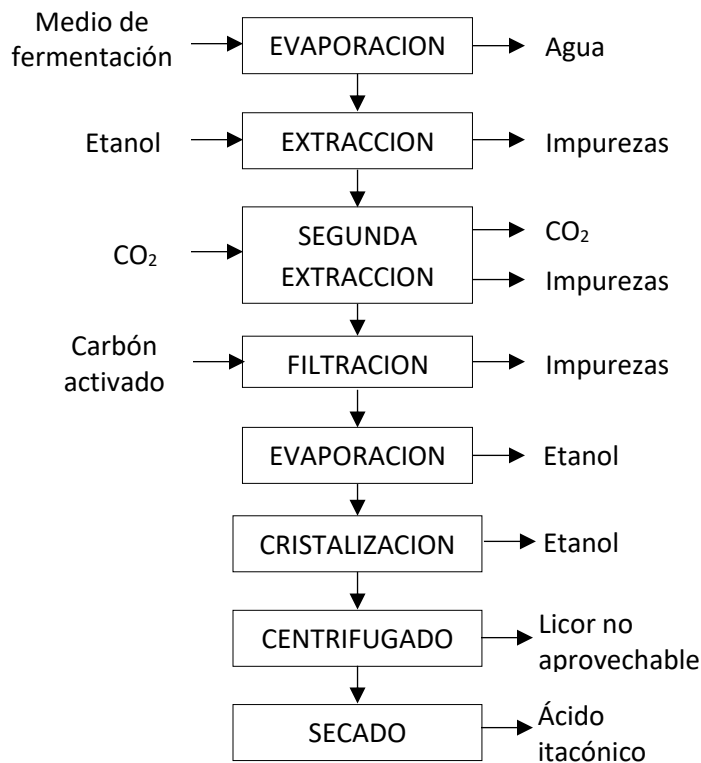 Medio de
fermentación
EVAPORACION
Agua
Etanol
EXTRACCION
Impurezas
CO₂
SEGUNDA
EXTRACCION
CO₂
Impurezas
Carbón
activado
FILTRACION
Impurezas
EVAPORACION
Etanol
CRISTALIZACION
Etanol
CENTRIFUGADO
Licor no
aprovechable
SECADO
Ácido
itacónico